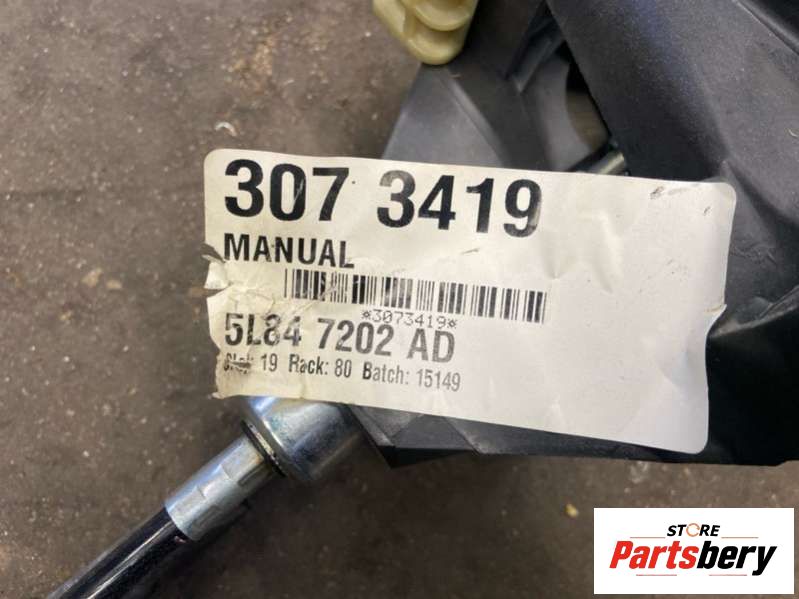 307 3419
MANUAL
*3073419*
5L84 7202 AD
19 Rack: 80 Batch: 15149
STORE
Partsbery